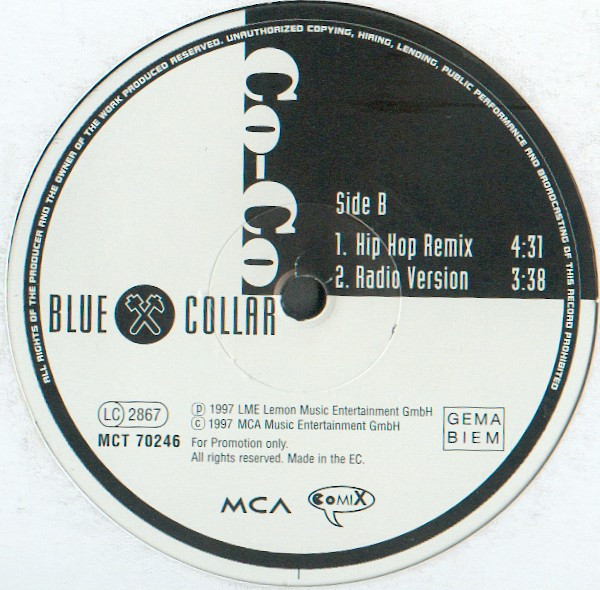 ALL RIGHTS OF THE PRODUCER AND THE OWNER OF THE WORK PRODUCED RESERVED. UNAUTHORIZED COPYING, HIRING, LENDING, PUBLIC PERFORMANCE AND BROADCASTING OF THIS RECORD PROHIBITED
Co-Co
Side B
1. Hip Hop Remix 4:31
2. Radio Version 3:38
BLUE COLLAR
LC 2867
MCT 70246
Ⓟ 1997 LME Lemon Music Entertainment GmbH
Ⓒ 1997 MCA Music Entertainment GmbH
For Promotion only.
All rights reserved. Made in the EC.
GEMA
BIEM
MCA
COMIX